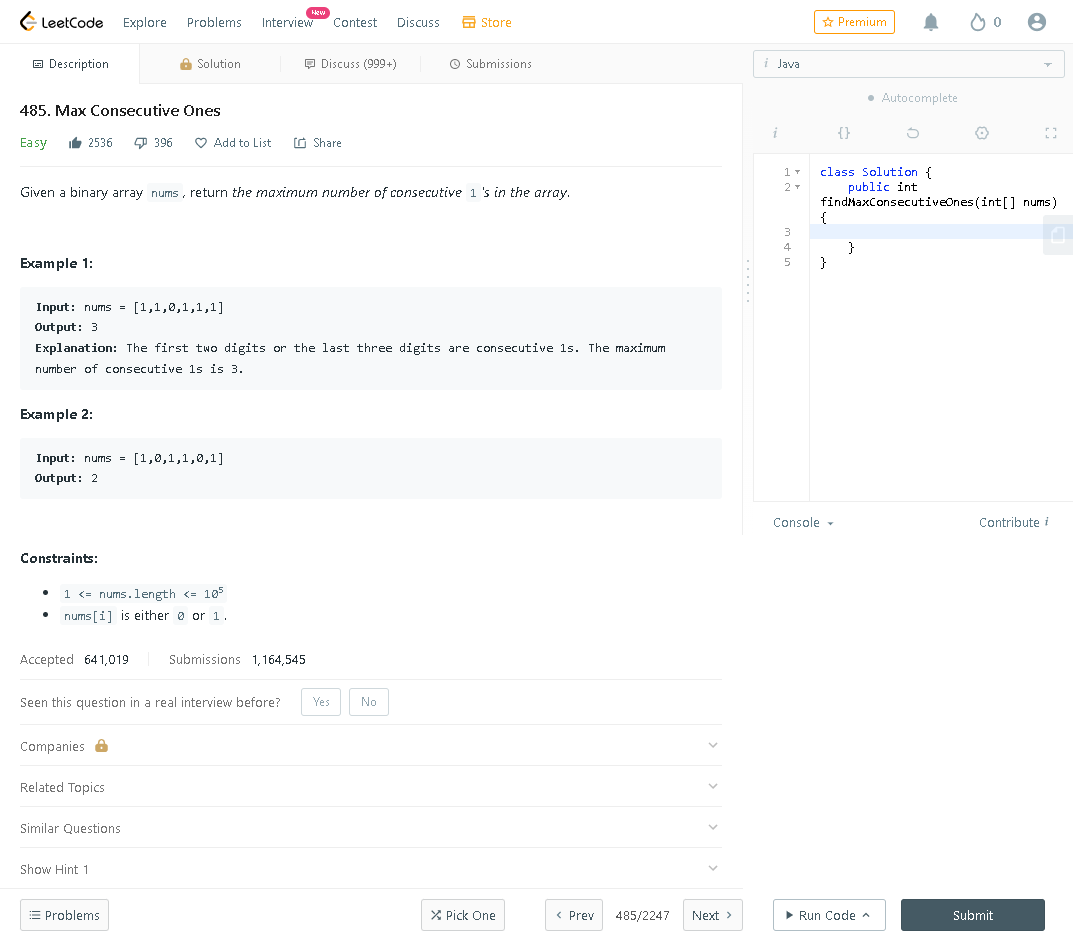 LeetCode Explore Problems Interview New Contest Discuss Store Premium 0
Description Solution Discuss (999+) Submissions
i Java
Autocomplete
i {}
485. Max Consecutive Ones
Easy 2536 396 Add to List Share
Given a binary array nums, return the maximum number of consecutive 1's in the array.
Example 1:
Input: nums = [1,1,0,1,1,1]
Output: 3
Explanation: The first two digits or the last three digits are consecutive 1s. The maximum
number of consecutive 1s is 3.
Example 2:
Input: nums = [1,0,1,1,0,1]
Output: 2
Constraints:
1 <= nums.length <= 10⁵
nums[i] is either 0 or 1.
Accepted 641,019 Submissions 1,164,545
Seen this question in a real interview before? Yes No
Companies
Related Topics
Similar Questions
Show Hint 1
1 class Solution {
2 public int
findMaxConsecutiveOnes(int[] nums)
{
3
4 }
5 }
Console Contribute i
Problems Pick One Prev 485/2247 Next Run Code Submit